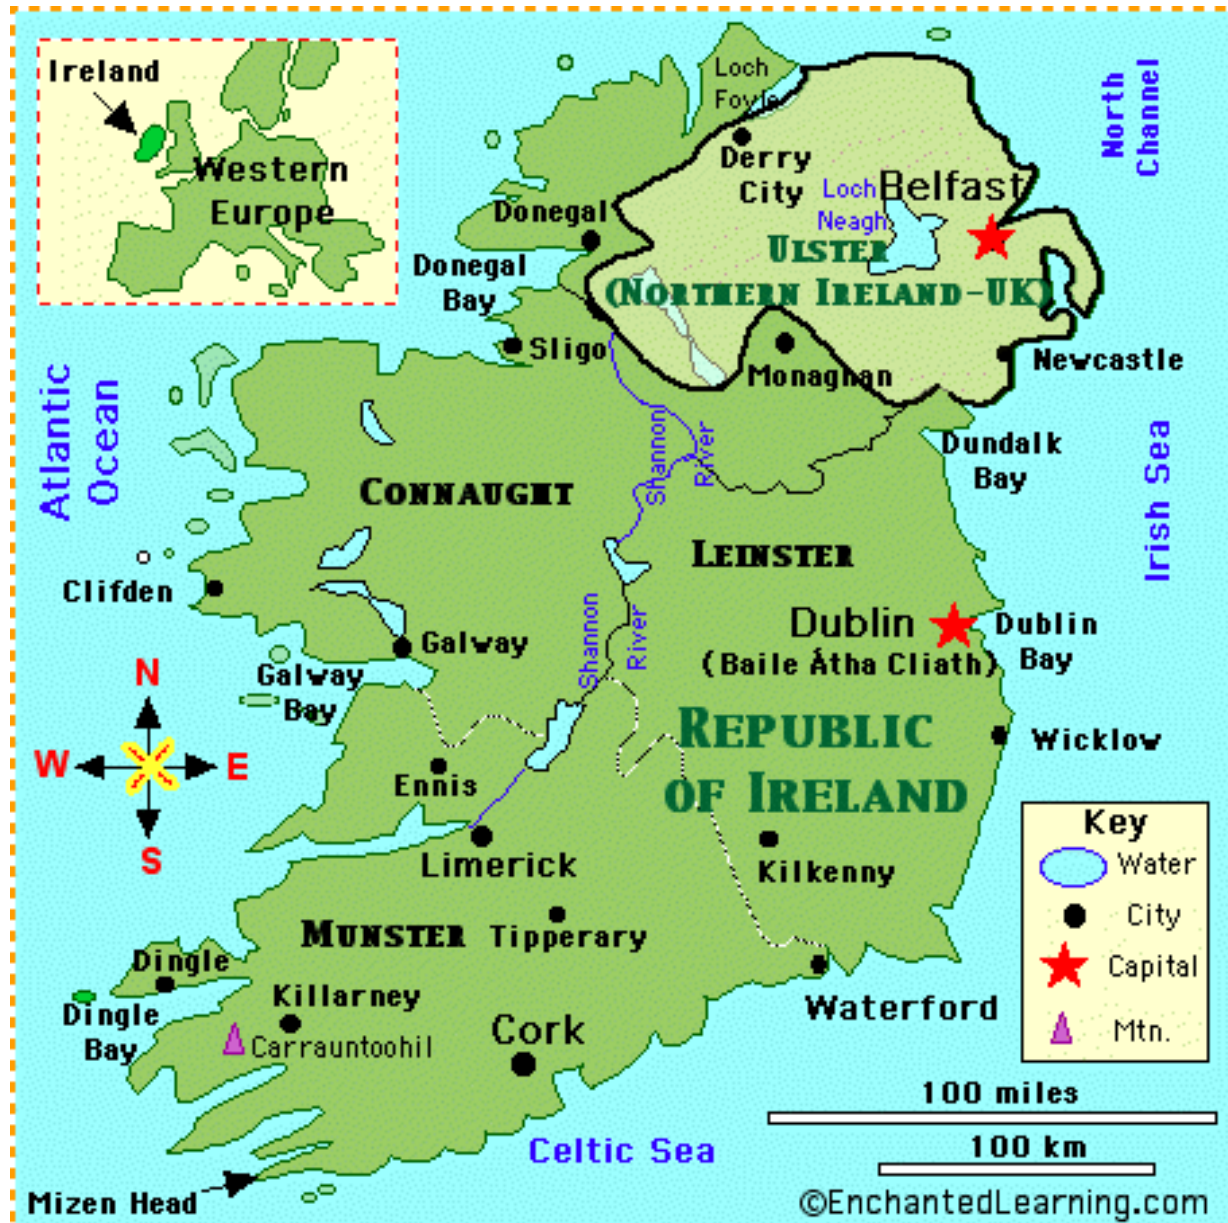 Ireland
Western
Europe
Loch
Foyle
North
Channel
Derry
City
Loch
Neagh
Belfast
Donegal
Ulster
(Northern Ireland-UK)
Donegal
Bay
Sligo
Monaghan
Newcastle
Atlantic
Ocean
Shannon
River
Dundalk
Bay
Irish Sea
Connaught
Leinster
Clifden
Shannon
River
Dublin
(Baile Átha Cliath)
Dublin
Bay
Galway
Galway
Bay
N
W
E
S
Republic
of Ireland
Wicklow
Ennis
Limerick
Kilkenny
Key
Water
City
Capital
Mtn.
Munster
Tipperary
Dingle
Dingle
Bay
Killarney
Carrauntoohil
Cork
Waterford
100 miles
100 km
Celtic Sea
Mizen Head
©EnchantedLearning.com